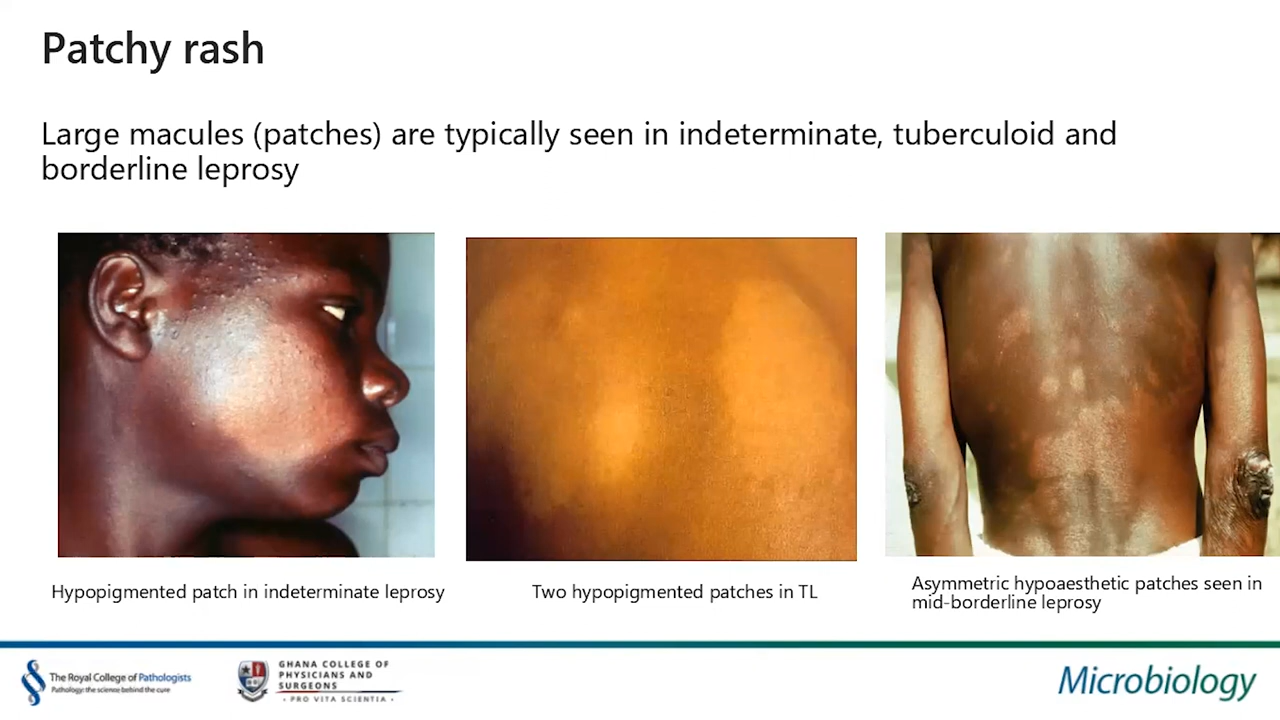 Patchy rash
Large macules (patches) are typically seen in indeterminate, tuberculoid and
borderline leprosy
Hypopigmented patch in indeterminate leprosy
Two hypopigmented patches in TL
Asymmetric hypoaesthetic patches seen in
mid-borderline leprosy
The Royal College of Pathologists
Pathology: the science behind the cure
GHANA COLLEGE OF
PHYSICIANS AND
SURGEONS
· PRO VITA SCIENTIA ·
Microbiology